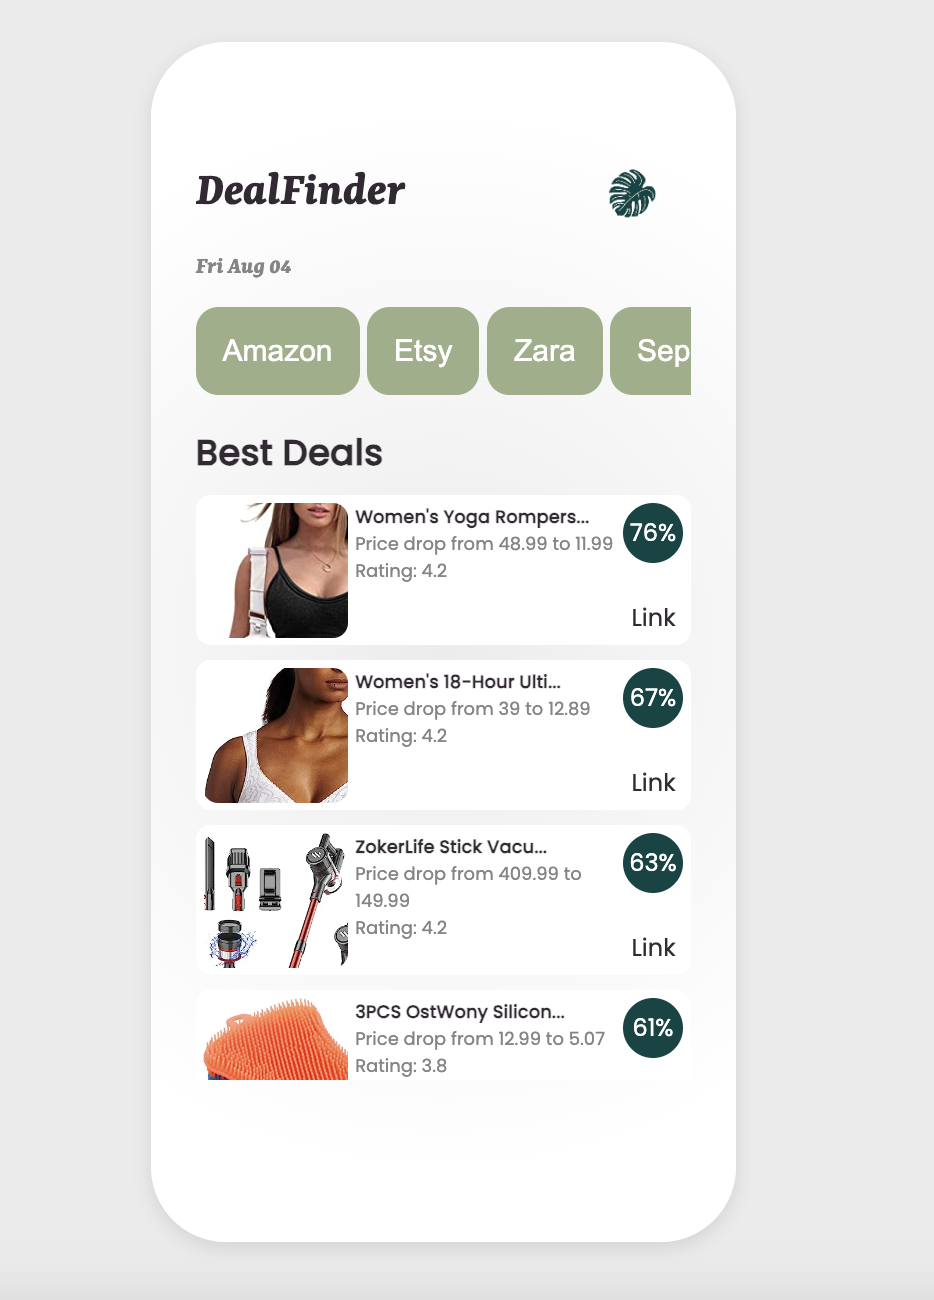 DealFinder
Fri Aug 04
Amazon Etsy Zara Sep
Best Deals
Women's Yoga Rompers...
76%
Price drop from 48.99 to 11.99
Rating: 4.2
Link
Women's 18-Hour Ulti...
67%
Price drop from 39 to 12.89
Rating: 4.2
Link
ZokerLife Stick Vacu...
63%
Price drop from 409.99 to
149.99
Rating: 4.2
Link
3PCS OstWony Silicon...
61%
Price drop from 12.99 to 5.07
Rating: 3.8